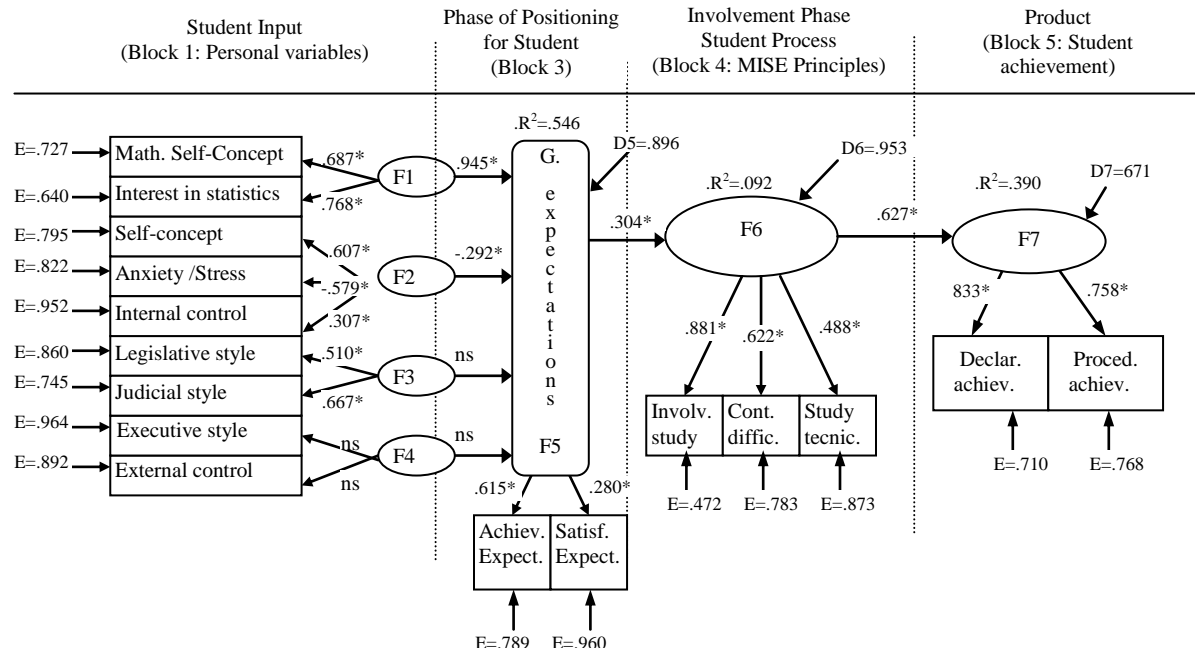 Student Input
(Block 1: Personal variables)
Phase of Positioning
for Student
(Block 3)
Involvement Phase
Student Process
(Block 4: MISE Principles)
Product
(Block 5: Student
achievement)
E=.727
Math. Self-Concept
E=.640
Interest in statistics
E=.795
Self-concept
E=.822
Anxiety /Stress
E=.952
Internal control
E=.860
Legislative style
E=.745
Judicial style
E=.964
Executive style
E=.892
External control
.687*
.768*
F1
.945*
.607*
-.579*
.307*
F2
-.292*
.510*
.667*
F3
ns
ns
ns
F4
ns
.R²=.546
G.
e
x
p
e
c
t
a
t
i
o
n
s
F5
D5=.896
.615*
.280*
Achiev.
Expect.
Satisf.
Expect.
E=.789
E=.960
.304*
D6=.953
.R²=.092
F6
.881*
.622*
.488*
Involv.
study
Cont.
diffic.
Study
tecnic.
E=.472
E=.783
E=.873
.627*
.R²=.390
D7=671
F7
833*
.758*
Declar.
achiev.
Proced.
achiev.
E=.710
E=.768